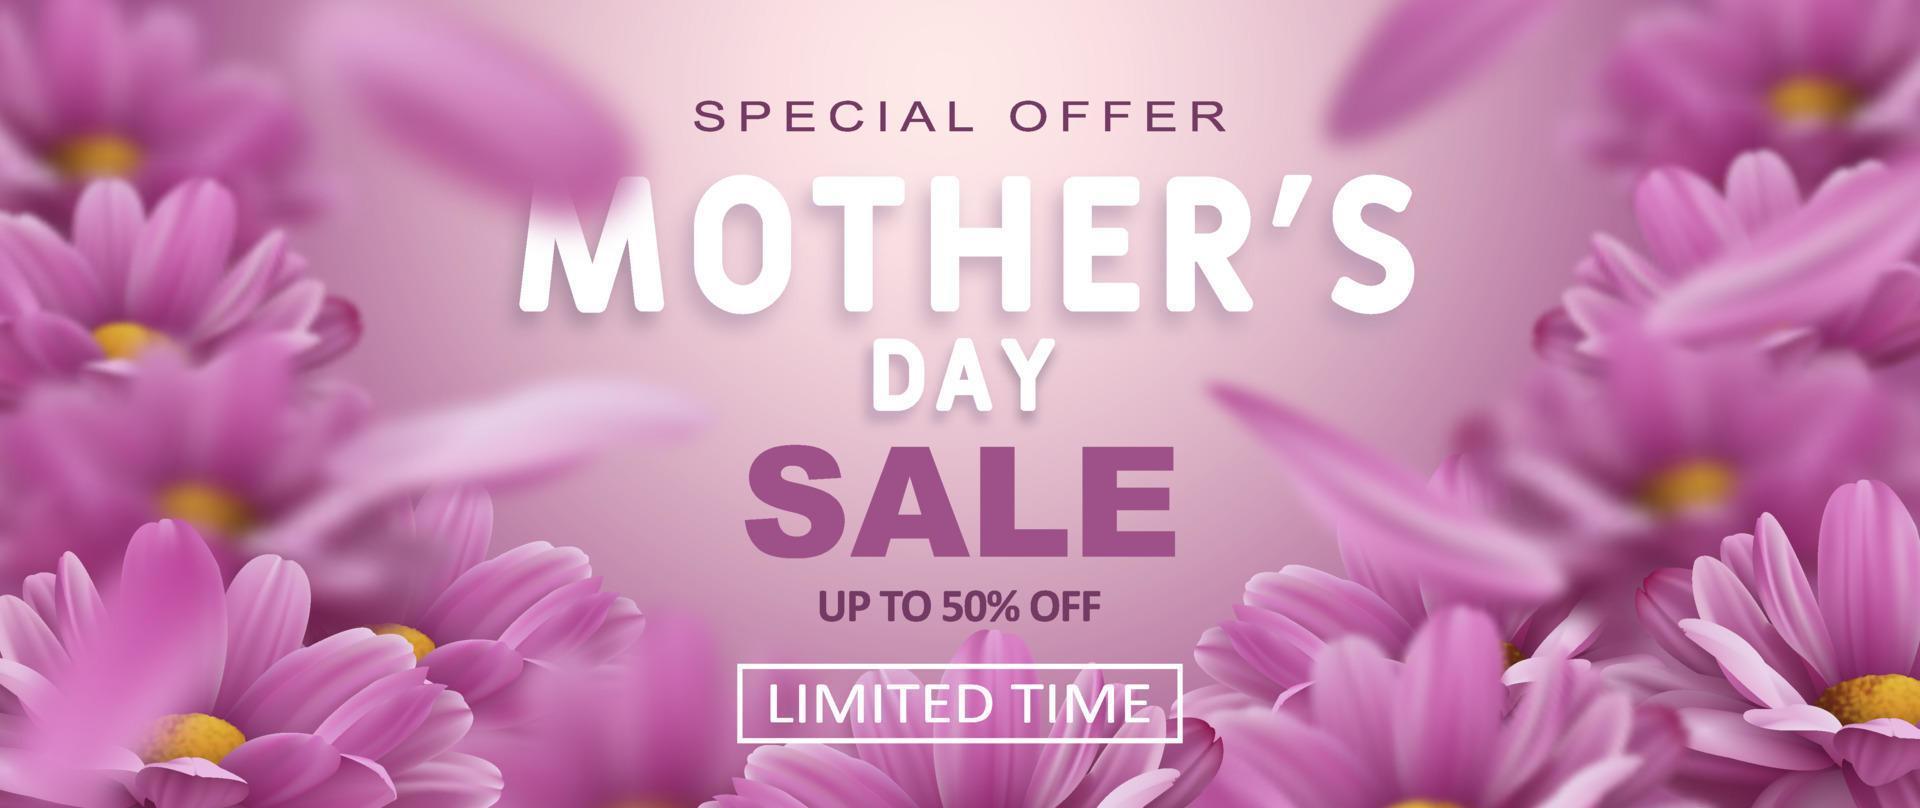 SPECIAL OFFER
MOTHER'S
DAY
SALE
UP TO 50% OFF
LIMITED TIME